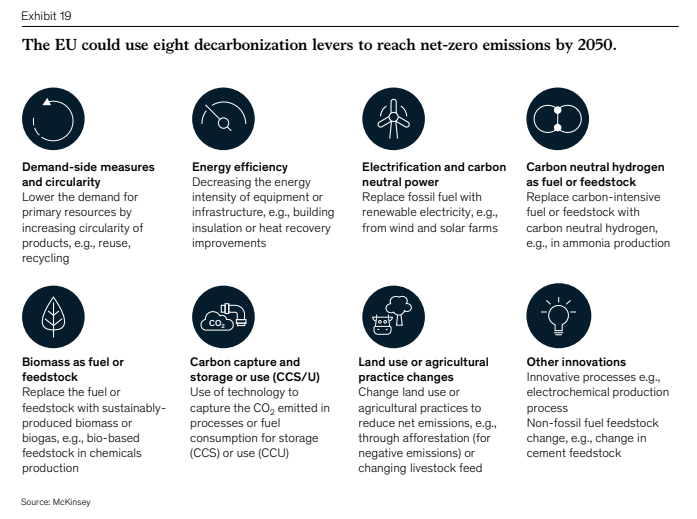 Exhibit 19
The EU could use eight decarbonization levers to reach net-zero emissions by 2050.
Demand-side measures
and circularity
Lower the demand for
primary resources by
increasing circularity of
products, e.g., reuse,
recycling
Energy efficiency
Decreasing the energy
intensity of equipment or
infrastructure, e.g., building
insulation or heat recovery
improvements
Electrification and carbon
neutral power
Replace fossil fuel with
renewable electricity, e.g.,
from wind and solar farms
Carbon neutral hydrogen
as fuel or feedstock
Replace carbon-intensive
fuel or feedstock with
carbon neutral hydrogen,
e.g., in ammonia production
Biomass as fuel or
feedstock
Replace the fuel or
feedstock with sustainably-
produced biomass or
biogas, e.g., bio-based
feedstock in chemicals
production
CO₂
Carbon capture and
storage or use (CCS/U)
Use of technology to
capture the CO₂ emitted in
processes or fuel
consumption for storage
(CCS) or use (CCU)
Land use or agricultural
practice changes
Change land use or
agricultural practices to
reduce net emissions, e.g.,
through afforestation (for
negative emissions) or
changing livestock feed
Other innovations
Innovative processes e.g.,
electrochemical production
process
Non-fossil fuel feedstock
change, e.g., change in
cement feedstock
Source: McKinsey